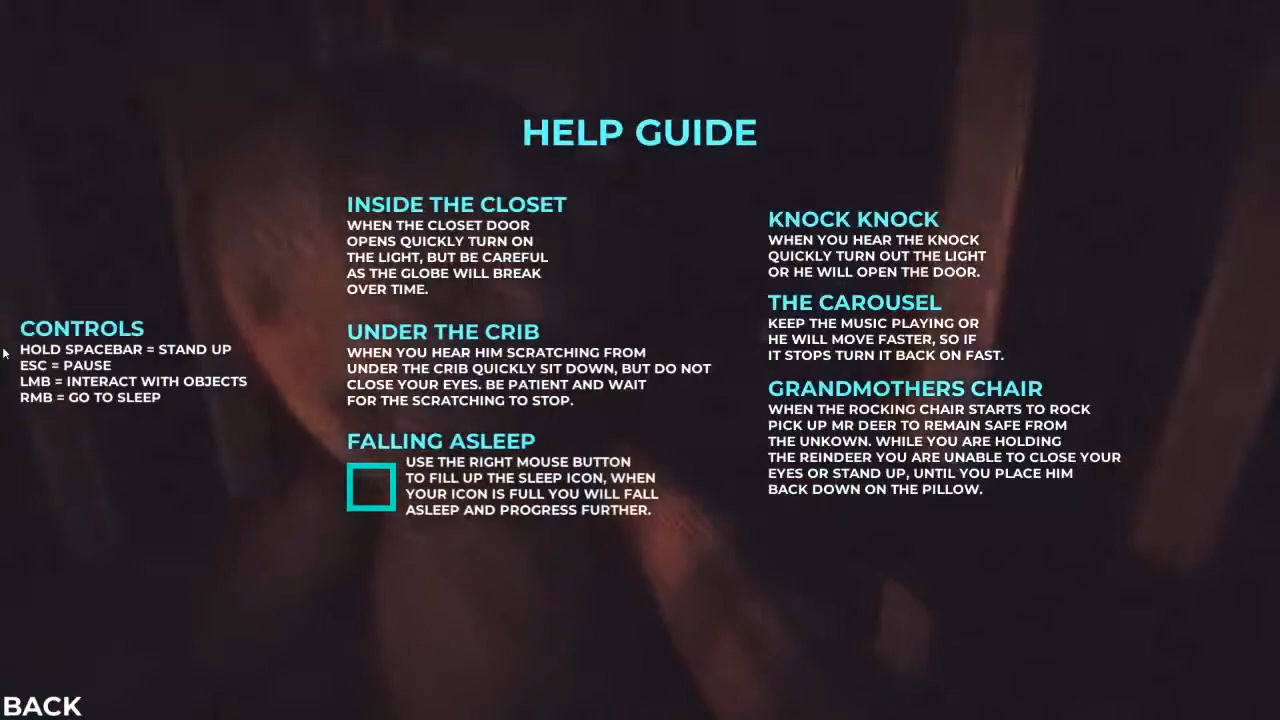 HELP GUIDE
CONTROLS
HOLD SPACEBAR = STAND UP
ESC = PAUSE
LMB = INTERACT WITH OBJECTS
RMB = GO TO SLEEP
INSIDE THE CLOSET
WHEN THE CLOSET DOOR
OPENS QUICKLY TURN ON
THE LIGHT, BUT BE CAREFUL
AS THE GLOBE WILL BREAK
OVER TIME.
UNDER THE CRIB
WHEN YOU HEAR HIM SCRATCHING FROM
UNDER THE CRIB QUICKLY SIT DOWN, BUT DO NOT
CLOSE YOUR EYES. BE PATIENT AND WAIT
FOR THE SCRATCHING TO STOP.
FALLING ASLEEP
USE THE RIGHT MOUSE BUTTON
TO FILL UP THE SLEEP ICON, WHEN
YOUR ICON IS FULL YOU WILL FALL
ASLEEP AND PROGRESS FURTHER.
KNOCK KNOCK
WHEN YOU HEAR THE KNOCK
QUICKLY TURN OUT THE LIGHT
OR HE WILL OPEN THE DOOR.
THE CAROUSEL
KEEP THE MUSIC PLAYING OR
HE WILL MOVE FASTER, SO IF
IT STOPS TURN IT BACK ON FAST.
GRANDMOTHERS CHAIR
WHEN THE ROCKING CHAIR STARTS TO ROCK
PICK UP MR DEER TO REMAIN SAFE FROM
THE UNKOWN. WHILE YOU ARE HOLDING
THE REINDEER YOU ARE UNABLE TO CLOSE YOUR
EYES OR STAND UP, UNTIL YOU PLACE HIM
BACK DOWN ON THE PILLOW.
BACK